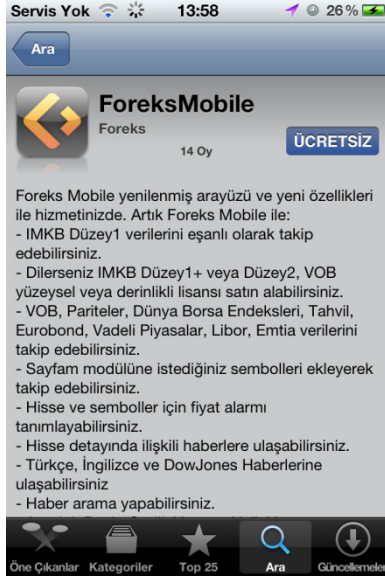 Servis Yok 13:58 26%
Ara
ForeksMobile
Foreks
14 Oy
ÜCRETSİZ
Foreks Mobile yenilenmiş arayüzü ve yeni özellikleri
ile hizmetinizde. Artık Foreks Mobile ile:
- IMKB Düzey1 verilerini eşanlı olarak takip
edebilirsiniz.
- Dilerseniz IMKB Düzey1+ veya Düzey2, VOB
yüzeysel veya derinlikli lisansı satın alabilirsiniz.
- VOB, Pariteler, Dünya Borsa Endeksleri, Tahvil,
Eurobond, Vadeli Piyasalar, Libor, Emtia verilerini
takip edebilirsiniz.
- Sayfam modülüne istediğiniz sembolleri ekleyerek
takip edebilirsiniz.
- Hisse ve semboller için fiyat alarmı
tanımlayabilirsiniz.
- Hisse detayında ilişkili haberlere ulaşabilirsiniz.
- Türkçe, İngilizce ve DowJones Haberlerine
ulaşabilirsiniz
- Haber arama yapabilirsiniz.
Öne Çıkanlar Kategoriler Top 25 Ara Güncellemeler